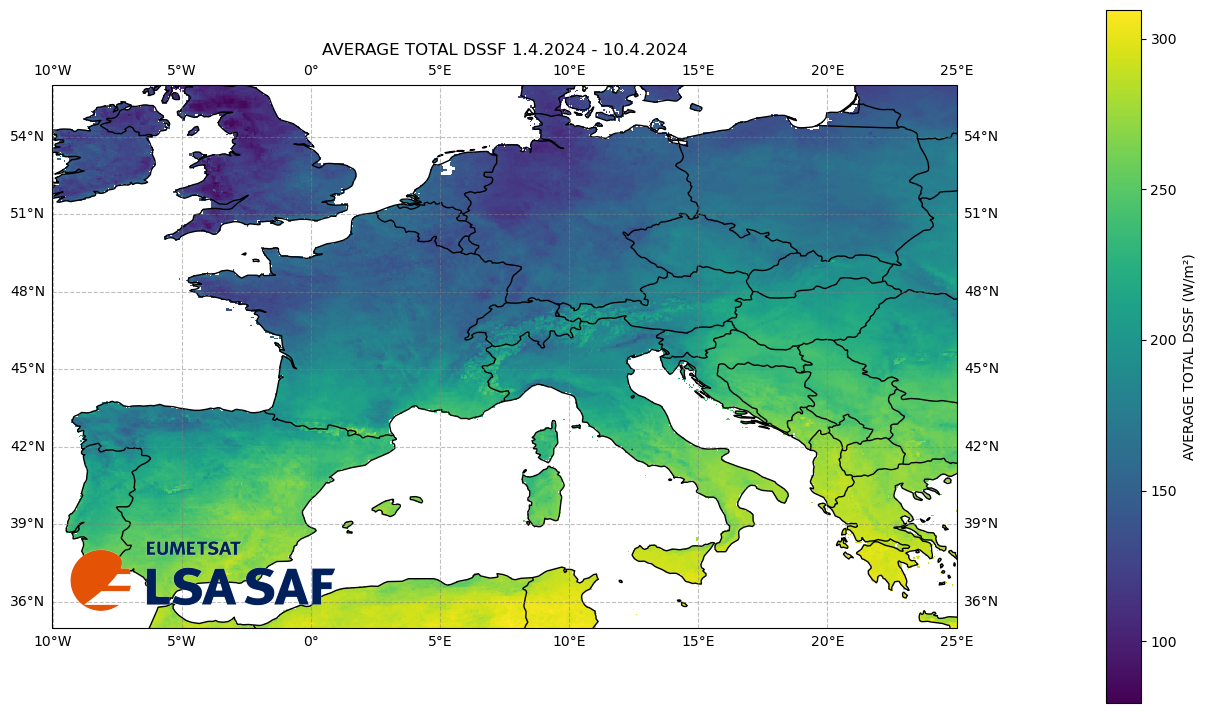 AVERAGE TOTAL DSSF 1.4.2024 - 10.4.2024
10°W 5°W 0° 5°E 10°E 15°E 20°E 25°E
54°N 54°N
51°N 51°N
48°N 48°N
45°N 45°N
42°N 42°N
39°N 39°N
36°N 36°N
10°W 5°W 0° 5°E 10°E 15°E 20°E 25°E
EUMETSAT
LSA SAF
300
250
200
150
100
AVERAGE TOTAL DSSF (W/m²)